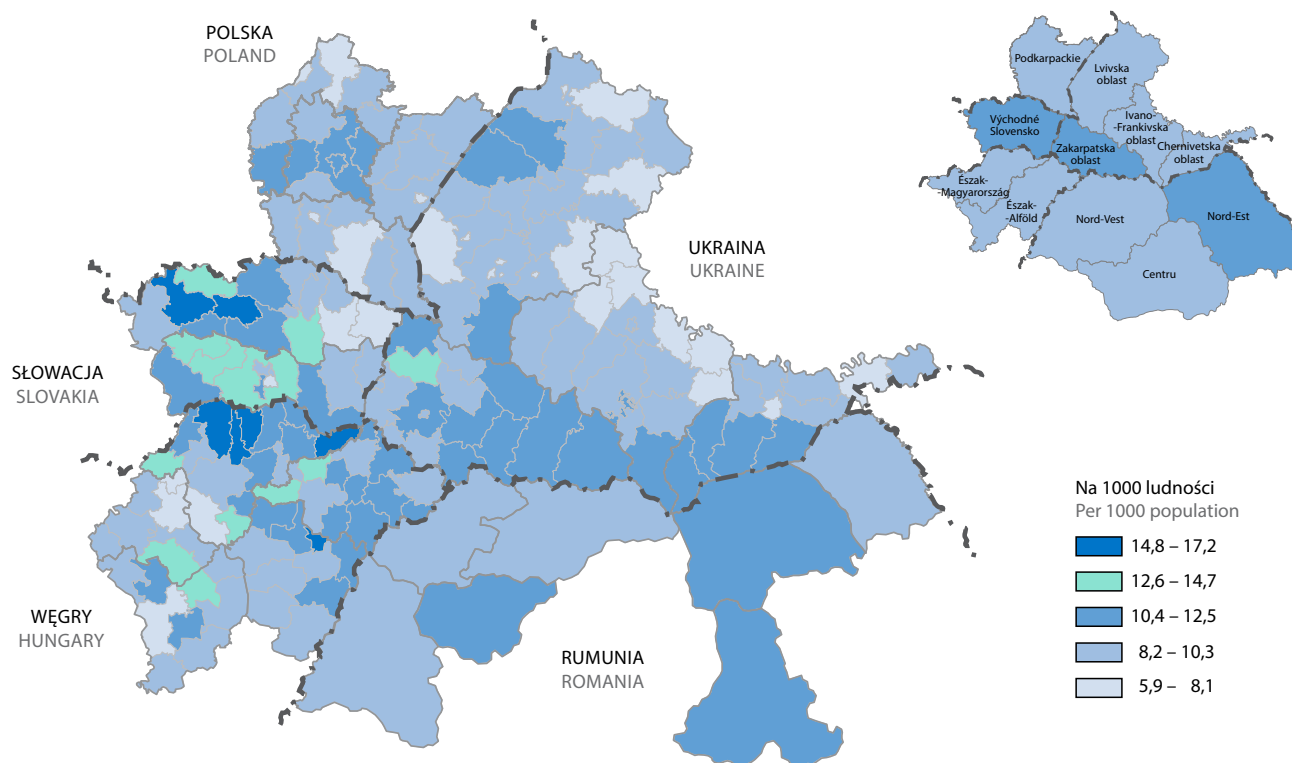 POLSKA
POLAND
UKRAINA
UKRAINE
SŁOWACJA
SLOVAKIA
WĘGRY
HUNGARY
RUMUNIA
ROMANIA
Podkarpackie
Lvivska
oblast
Východné
Slovensko
Ivano-
-Frankivska
oblast
Zakarpatska
oblast
Chernivetska
oblast
Észak-
-Magyarország
Észak-
-Alföld
Nord-Vest
Nord-Est
Centru
Na 1000 ludności
Per 1000 population
14,8 – 17,2
12,6 – 14,7
10,4 – 12,5
8,2 – 10,3
5,9 – 8,1